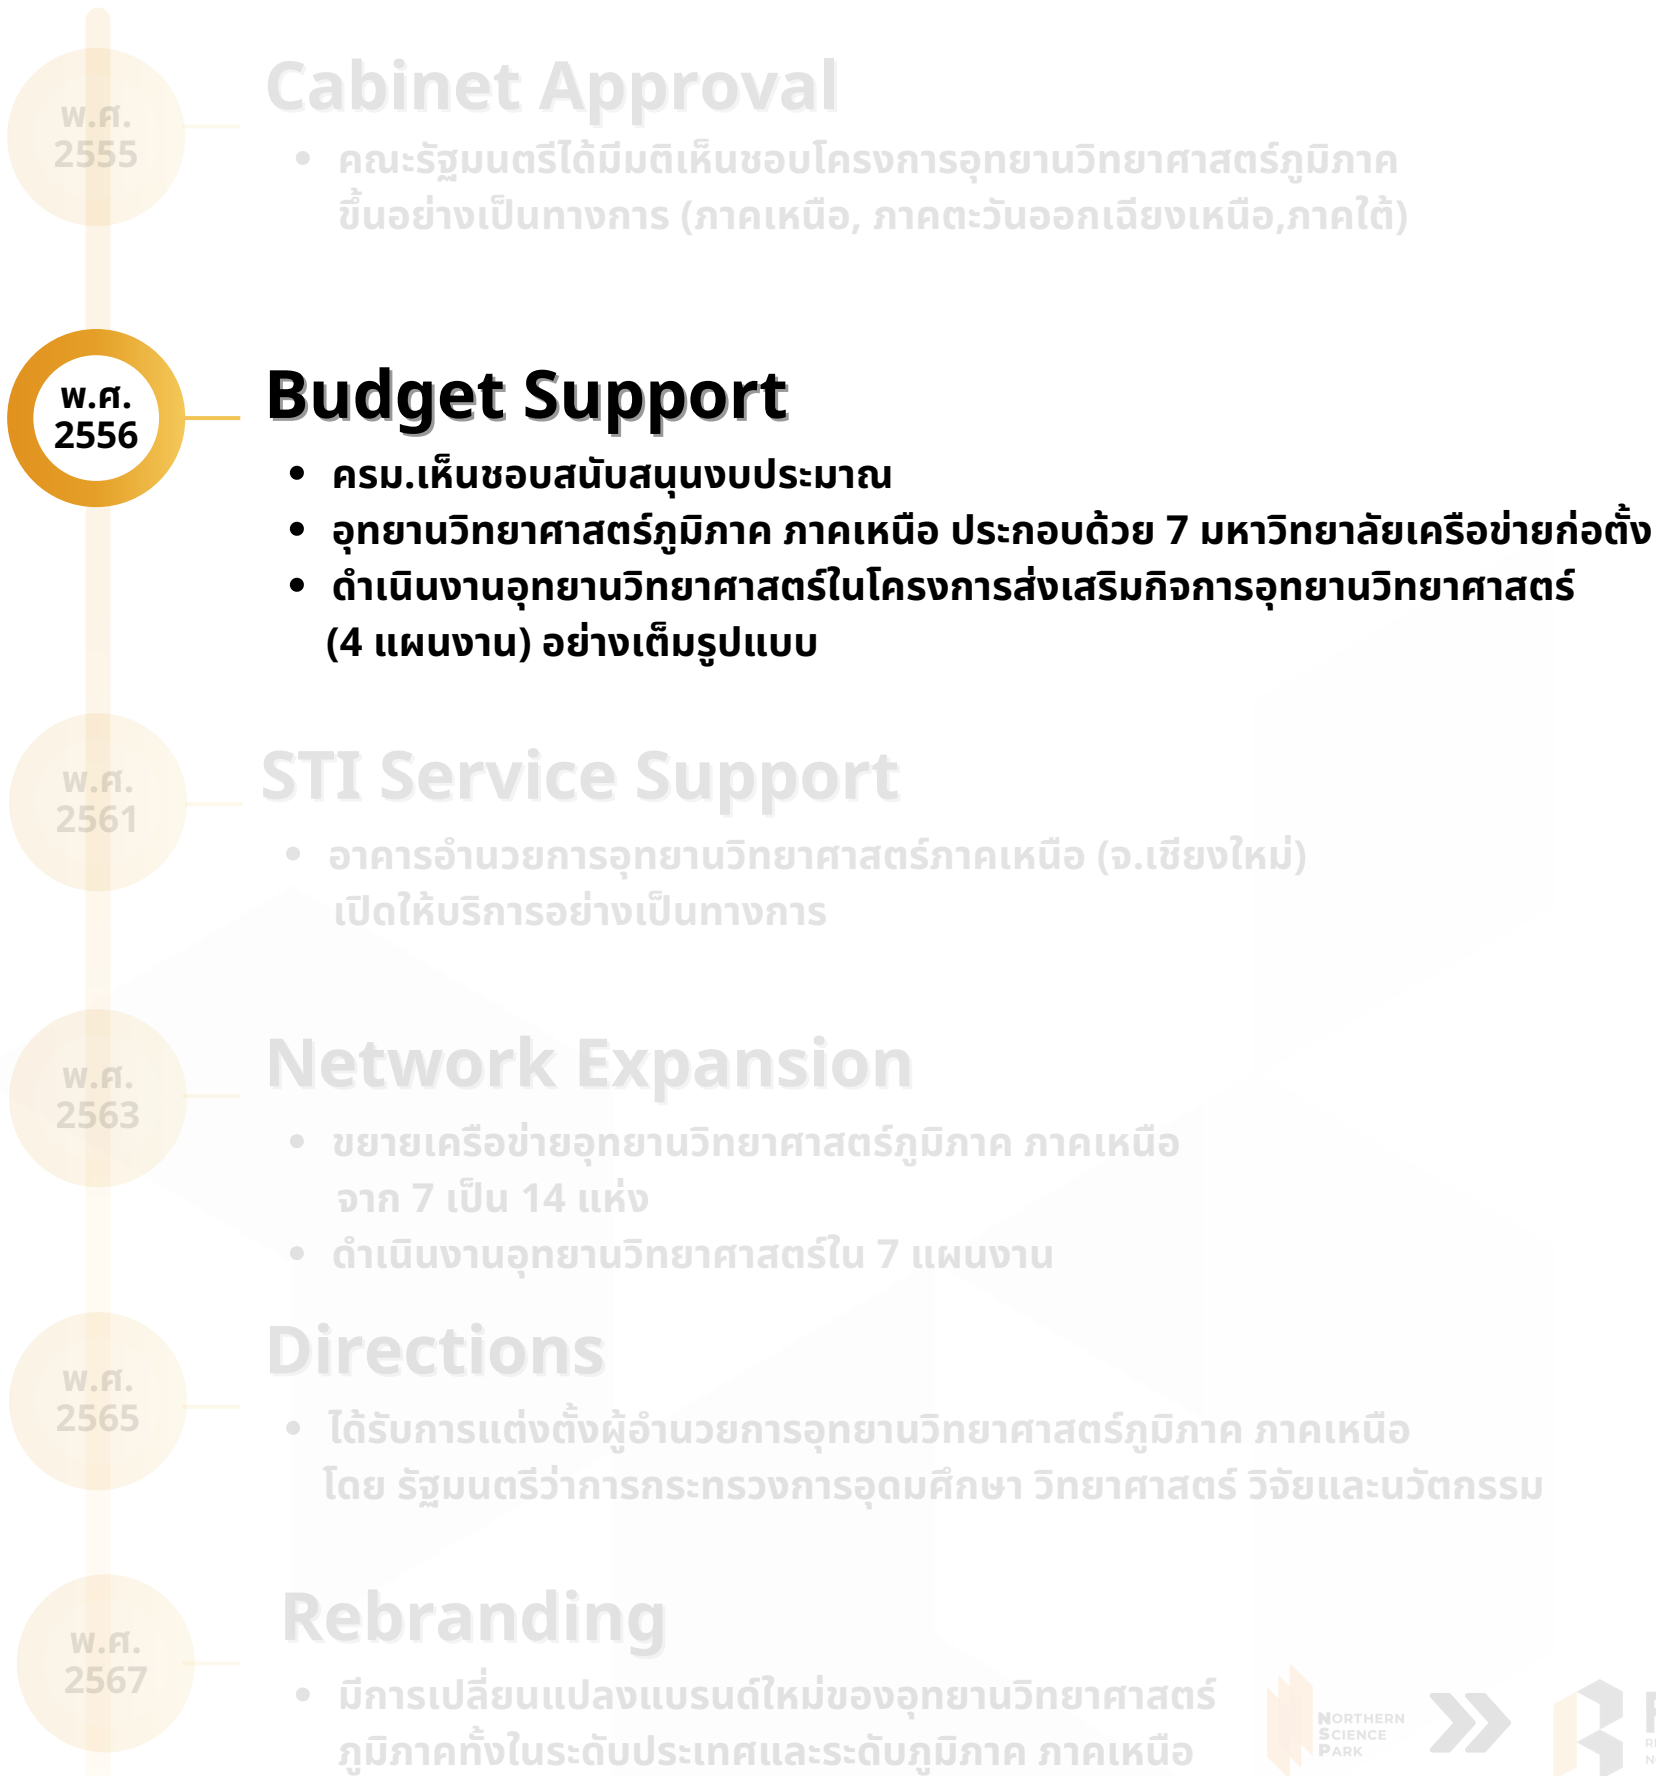 พ.ศ.
2555
Cabinet Approval
• คณะรัฐมนตรีได้มีมติเห็นชอบโครงการอุทยานวิทยาศาสตร์ภูมิภาค
ขึ้นอย่างเป็นทางการ (ภาคเหนือ, ภาคตะวันออกเฉียงเหนือ,ภาคใต้)
พ.ศ.
2556
Budget Support
• ครม.เห็นชอบสนับสนุนงบประมาณ
• อุทยานวิทยาศาสตร์ภูมิภาค ภาคเหนือ ประกอบด้วย 7 มหาวิทยาลัยเครือข่ายก่อตั้ง
• ดำเนินงานอุทยานวิทยาศาสตร์ในโครงการส่งเสริมกิจการอุทยานวิทยาศาสตร์
(4 แผนงาน) อย่างเต็มรูปแบบ
พ.ศ.
2561
STI Service Support
• อาคารอำนวยการอุทยานวิทยาศาสตร์ภาคเหนือ (จ.เชียงใหม่)
เปิดให้บริการอย่างเป็นทางการ
พ.ศ.
2563
Network Expansion
• ขยายเครือข่ายอุทยานวิทยาศาสตร์ภูมิภาค ภาคเหนือ
จาก 7 เป็น 14 แห่ง
• ดำเนินงานอุทยานวิทยาศาสตร์ใน 7 แผนงาน
พ.ศ.
2565
Directions
• ได้รับการแต่งตั้งผู้อำนวยการอุทยานวิทยาศาสตร์ภูมิภาค ภาคเหนือ
โดย รัฐมนตรีว่าการกระทรวงการอุดมศึกษา วิทยาศาสตร์ วิจัยและนวัตกรรม
พ.ศ.
2567
Rebranding
• มีการเปลี่ยนแปลงแบรนด์ใหม่ของอุทยานวิทยาศาสตร์
ภูมิภาคทั้งในระดับประเทศและระดับภูมิภาค ภาคเหนือ
NORTHERN
SCIENCE
PARK